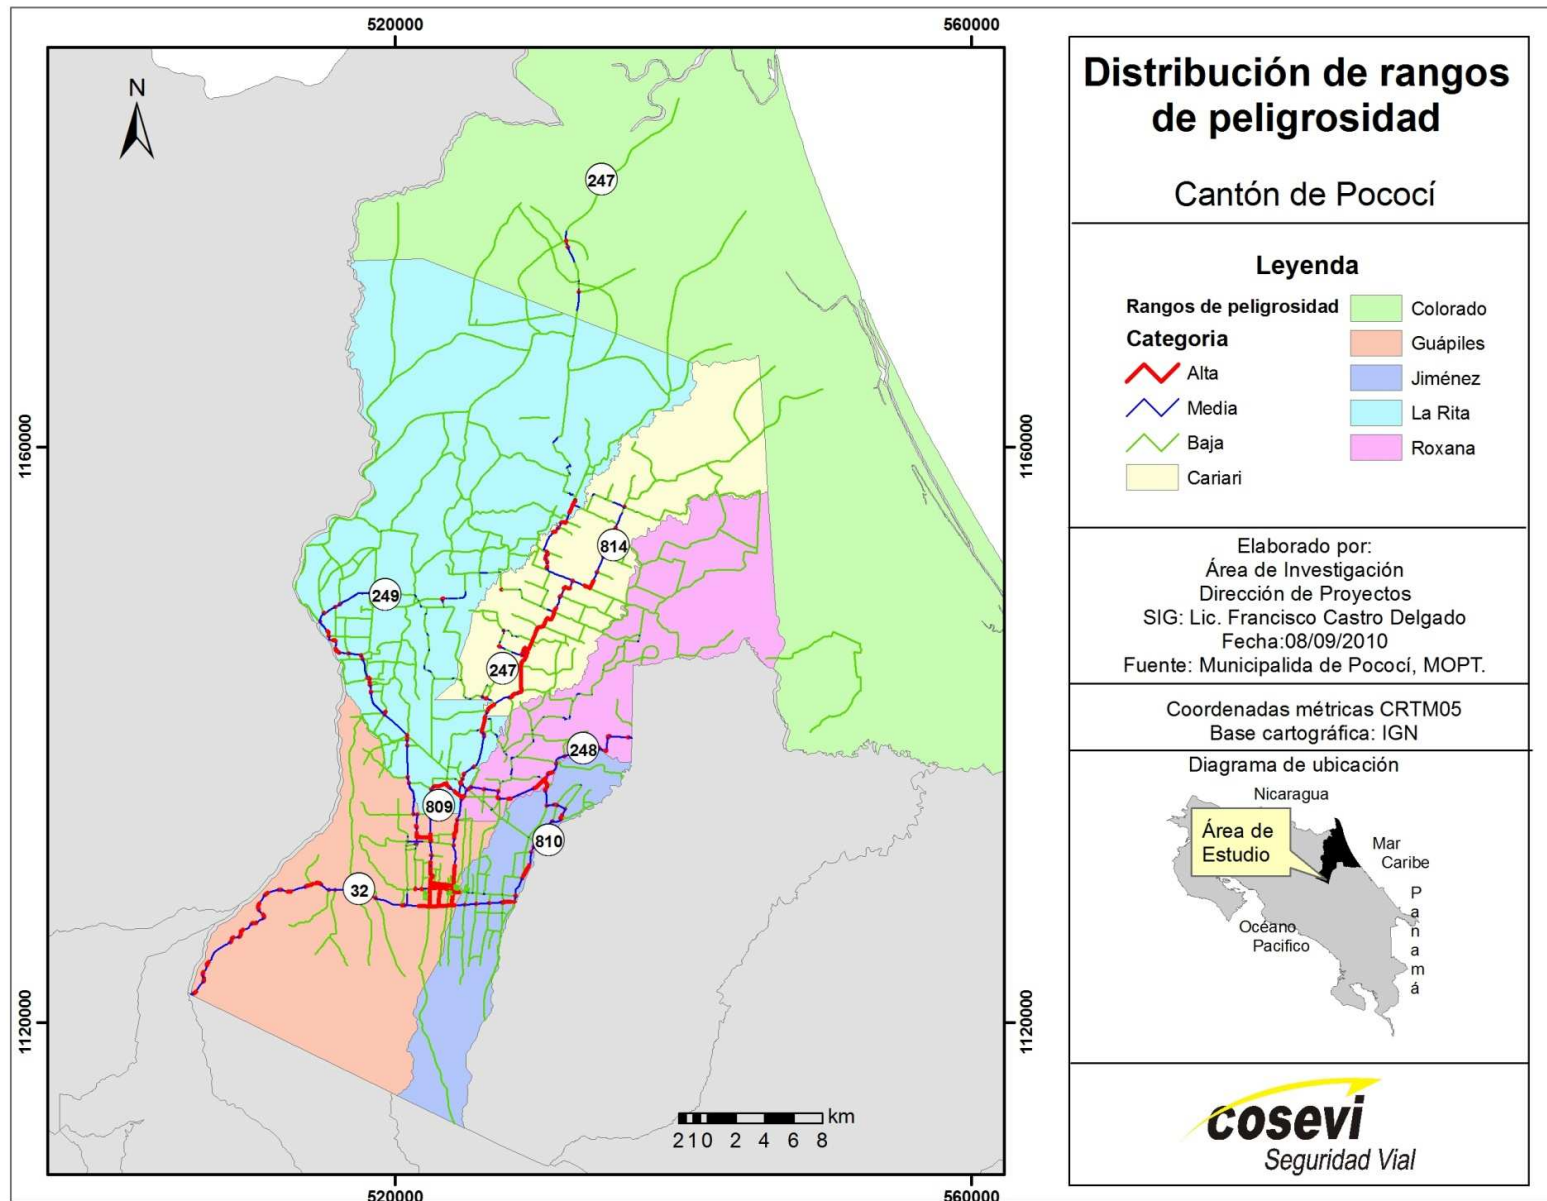 520000
560000
N
247
1160000
1160000
814
249
247
248
809
810
32
1120000
1120000
km
2 1 0 2 4 6 8
520000
560000
Distribución de rangos
de peligrosidad
Cantón de Pococí
Leyenda
Rangos de peligrosidad
Categoria
Alta
Media
Baja
Cariari
Colorado
Guápiles
Jiménez
La Rita
Roxana
Elaborado por:
Área de Investigación
Dirección de Proyectos
SIG: Lic. Francisco Castro Delgado
Fecha:08/09/2010
Fuente: Municipalida de Pococí, MOPT.
Coordenadas métricas CRTM05
Base cartográfica: IGN
Diagrama de ubicación
Nicaragua
Área de
Estudio
Mar
Caribe
Panamá
Océano
Pacifico
cosevi
Seguridad Vial